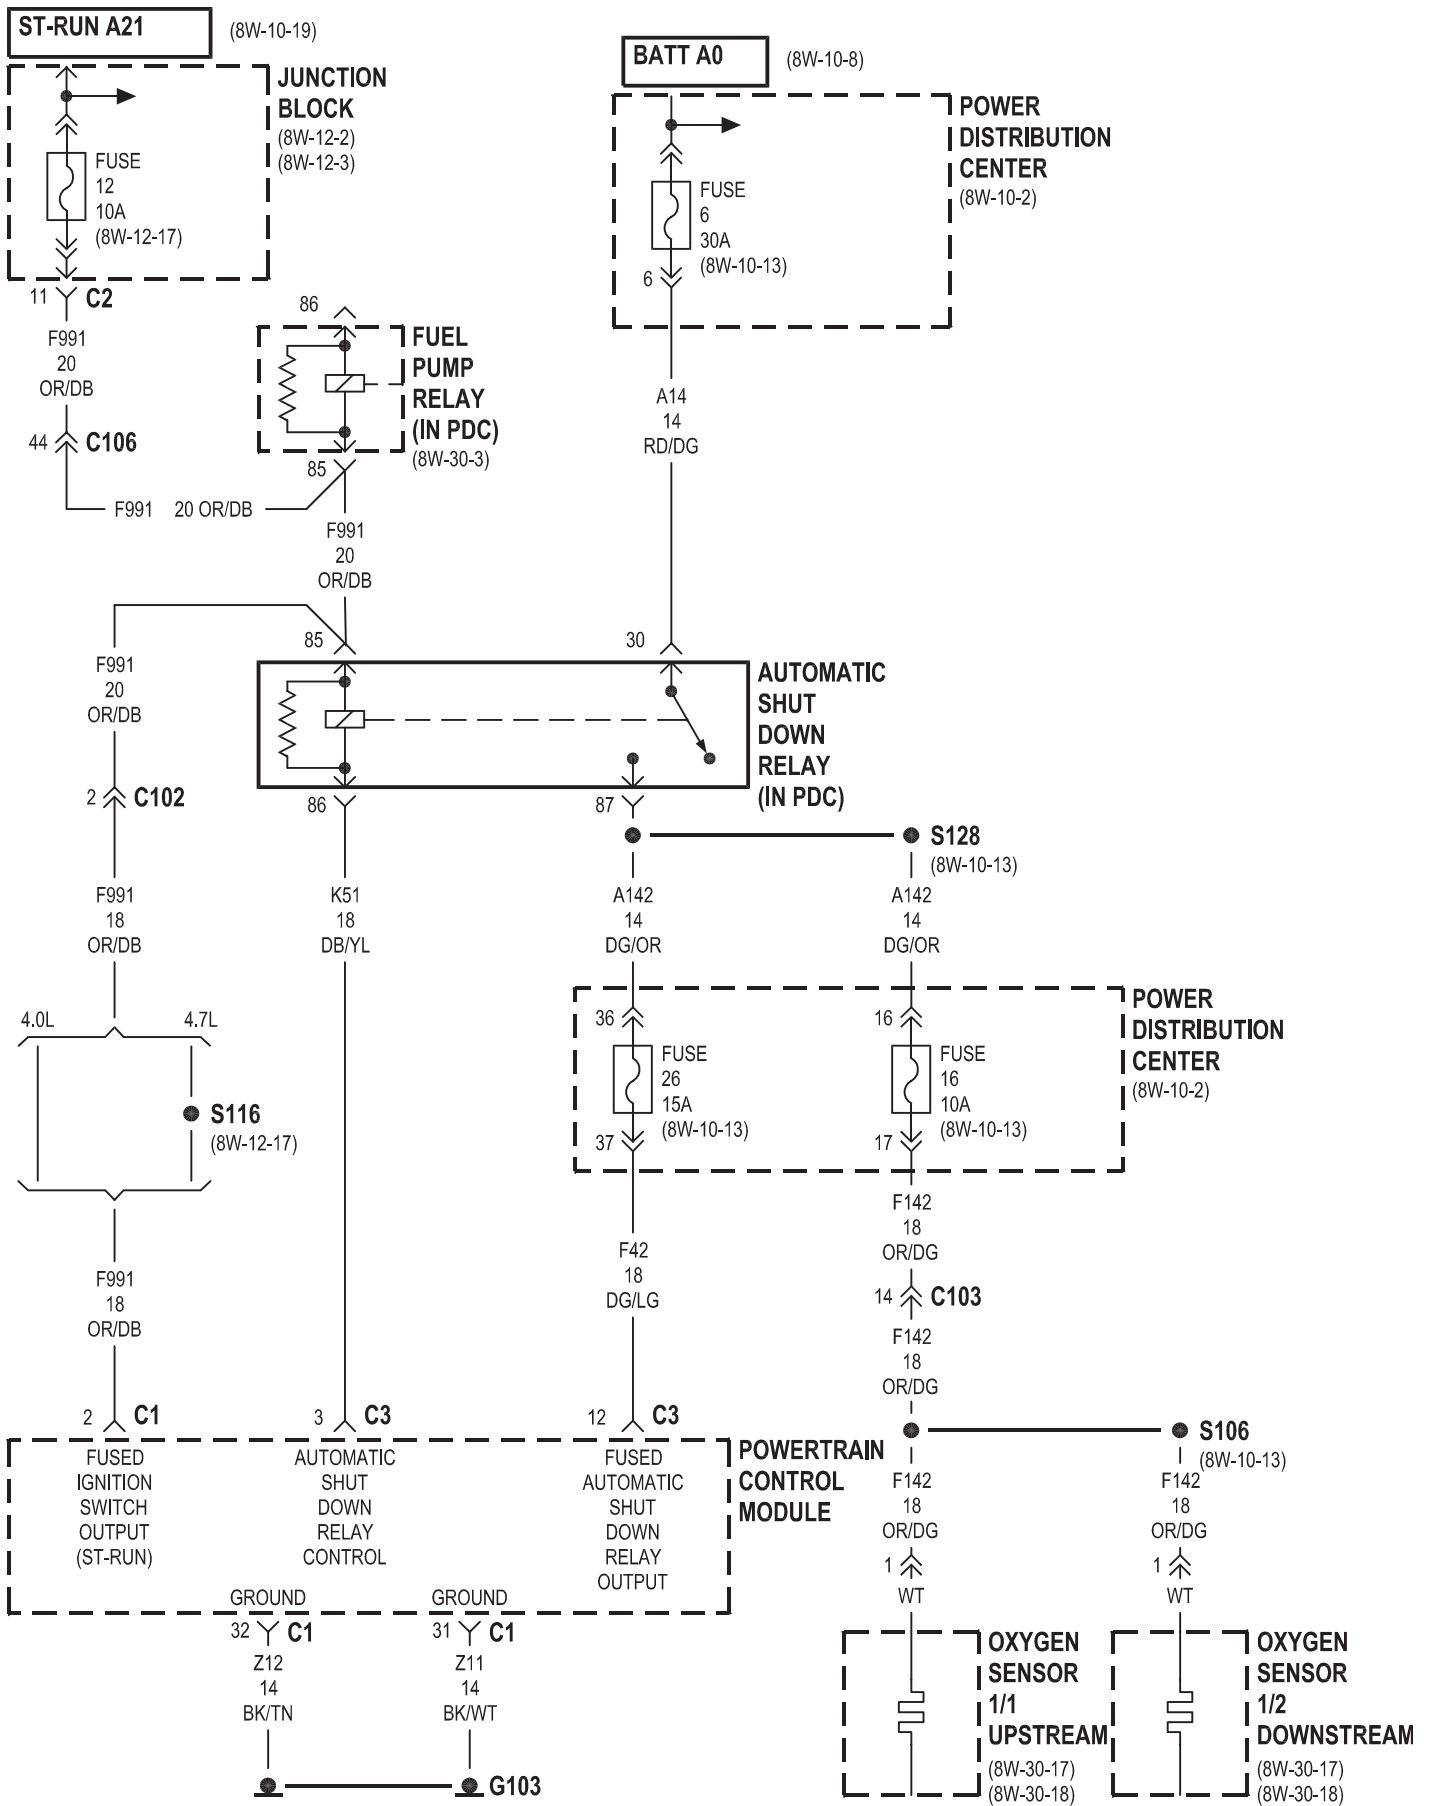 ST-RUN A21
(8W-10-19)
BATT A0
(8W-10-8)
JUNCTION
BLOCK
(8W-12-2)
(8W-12-3)
FUSE
12
10A
(8W-12-17)
POWER
DISTRIBUTION
CENTER
(8W-10-2)
FUSE
6
30A
(8W-10-13)
6
11
C2
F991
20
OR/DB
86
FUEL
PUMP
RELAY
(IN PDC)
(8W-30-3)
A14
14
RD/DG
44
C106
85
F991 20 OR/DB
F991
20
OR/DB
85
30
F991
20
OR/DB
AUTOMATIC
SHUT
DOWN
RELAY
(IN PDC)
2
C102
86
87
S128
(8W-10-13)
F991
18
OR/DB
K51
18
DB/YL
A142
14
DG/OR
A142
14
DG/OR
4.0L
4.7L
S116
(8W-12-17)
36
FUSE
26
15A
(8W-10-13)
37
16
FUSE
16
10A
(8W-10-13)
17
POWER
DISTRIBUTION
CENTER
(8W-10-2)
F142
18
OR/DG
F991
18
OR/DB
F42
18
DG/LG
14
C103
F142
18
OR/DG
2
C1
3
C3
12
C3
S106
(8W-10-13)
FUSED
IGNITION
SWITCH
OUTPUT
(ST-RUN)
AUTOMATIC
SHUT
DOWN
RELAY
CONTROL
FUSED
AUTOMATIC
SHUT
DOWN
RELAY
OUTPUT
POWERTRAIN
CONTROL
MODULE
F142
18
OR/DG
F142
18
OR/DG
1
1
WT
WT
GROUND
GROUND
32
C1
31
C1
Z12
14
BK/TN
Z11
14
BK/WT
G103
OXYGEN
SENSOR
1/1
UPSTREAM
(8W-30-17)
(8W-30-18)
OXYGEN
SENSOR
1/2
DOWNSTREAM
(8W-30-17)
(8W-30-18)